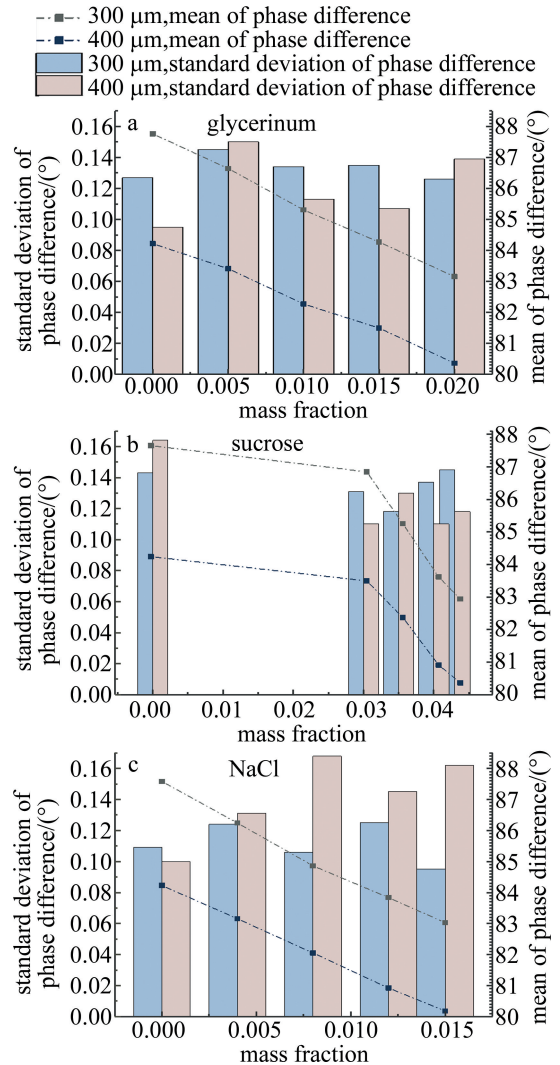 300 μm,mean of phase difference
400 μm,mean of phase difference
300 μm,standard deviation of phase difference
400 μm,standard deviation of phase difference
a
glycerinum
standard deviation of
phase difference/(°)
0.16
0.14
0.12
0.10
0.08
0.06
0.04
0.02
0.00
88
87
86
85
84
83
82
81
80
mean of phase difference/(°)
0.000 0.005 0.010 0.015 0.020
mass fraction
b
sucrose
standard deviation of
phase difference/(°)
0.16
0.14
0.12
0.10
0.08
0.06
0.04
0.02
0.00
88
87
86
85
84
83
82
81
80
mean of phase difference/(°)
0.00 0.01 0.02 0.03 0.04
mass fraction
c
NaCl
standard deviation of
phase difference/(°)
0.16
0.14
0.12
0.10
0.08
0.06
0.04
0.02
0.00
88
87
86
85
84
83
82
81
80
mean of phase difference/(°)
0.000 0.005 0.010 0.015
mass fraction